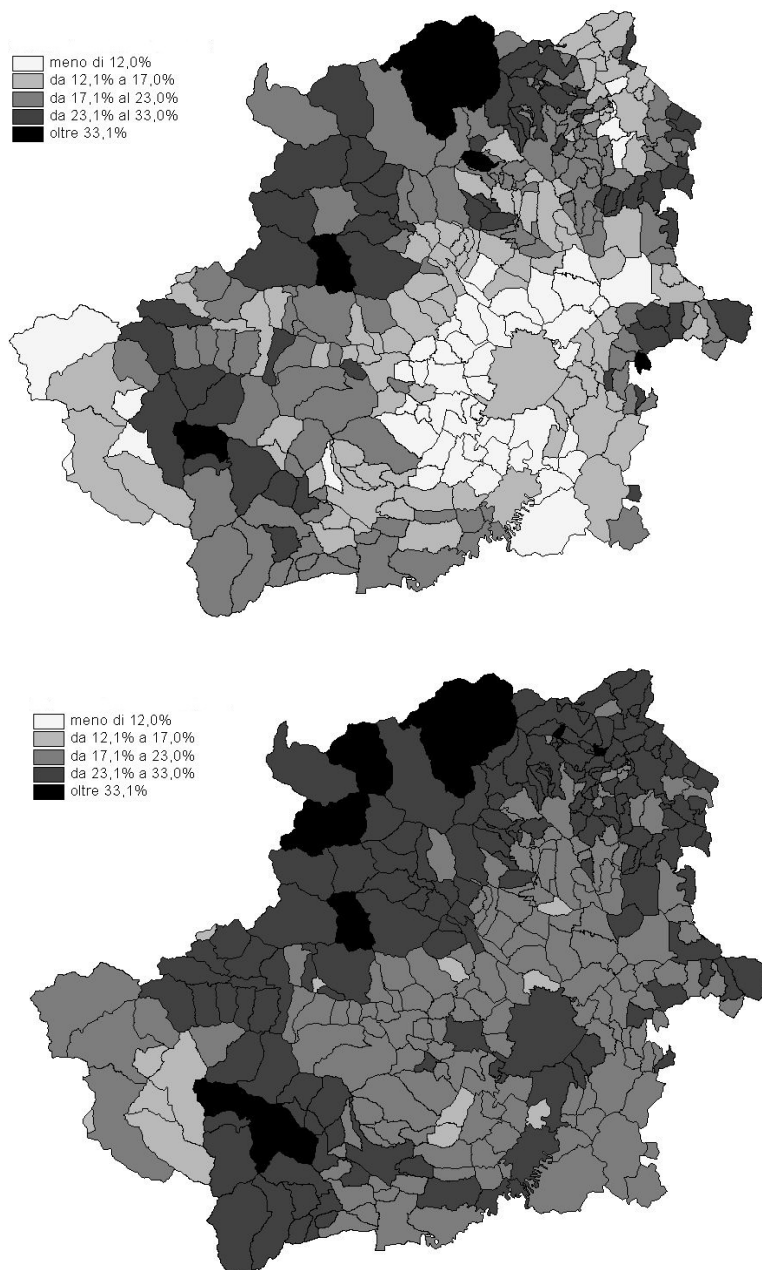 meno di 12,0%
da 12,1% a 17,0%
da 17,1% al 23,0%
da 23,1% al 33,0%
oltre 33,1%
meno di 12,0%
da 12,1% a 17,0%
da 17,1% a 23,0%
da 23,1% a 33,0%
oltre 33,1%